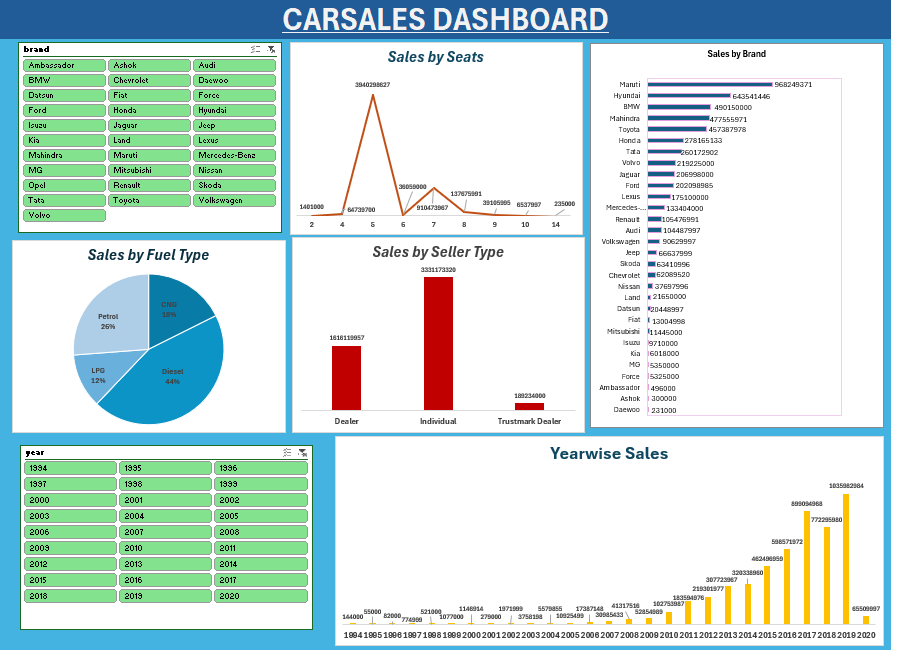 CARSALES DASHBOARD
brand
Ambassador Ashok Audi
BMW Chevrolet Daewoo
Datsun Fiat Force
Ford Honda Hyundai
Isuzu Jaguar Jeep
Kia Land Lexus
Mahindra Maruti Mercedes-Benz
MG Mitsubishi Nissan
Opel Renault Skoda
Tata Toyota Volkswagen
Volvo
Sales by Seats
3940298627
1401000 64739700 36059000 910473967 137675991 39105995 6537997 235000
2 4 5 6 7 8 9 10 14
Sales by Brand
Maruti 968249371
Hyundai 643541446
BMW 490150000
Mahindra 477555971
Toyota 457387978
Honda 278165133
Tata 260172902
Volvo 219225000
Jaguar 206998000
Ford 202098985
Lexus 175100000
Mercedes-... 133404000
Renault 105476991
Audi 104487997
Volkswagen 90629997
Jeep 66637999
Skoda 63410996
Chevrolet 62089520
Nissan 37697996
Land 21650000
Datsun 20448997
Fiat 13004998
Mitsubishi 11445000
Isuzu 9710000
Kia 6018000
MG 5350000
Force 5325000
Ambassador 496000
Ashok 300000
Daewoo 231000
Sales by Fuel Type
CNG
18%
Petrol
26%
LPG
12%
Diesel
44%
Sales by Seller Type
3331173320
1616119957
189234000
Dealer Individual Trustmark Dealer
year
1994 1995 1996
1997 1998 1999
2000 2001 2002
2003 2004 2005
2006 2007 2008
2009 2010 2011
2012 2013 2014
2015 2016 2017
2018 2019 2020
Yearwise Sales
144000 55000 82000 774999 521000 1077000 1146914 279000 1971999 3758198 5579855 10925499 17387148 30985433 41317516 52854989 102753987 183594976 219301977 307723967 320338960 462496959 598571972 899094968 772295980 1035982984 65509997
1994 1995 1996 1997 1998 1999 2000 2001 2002 2003 2004 2005 2006 2007 2008 2009 2010 2011 2012 2013 2014 2015 2016 2017 2018 2019 2020